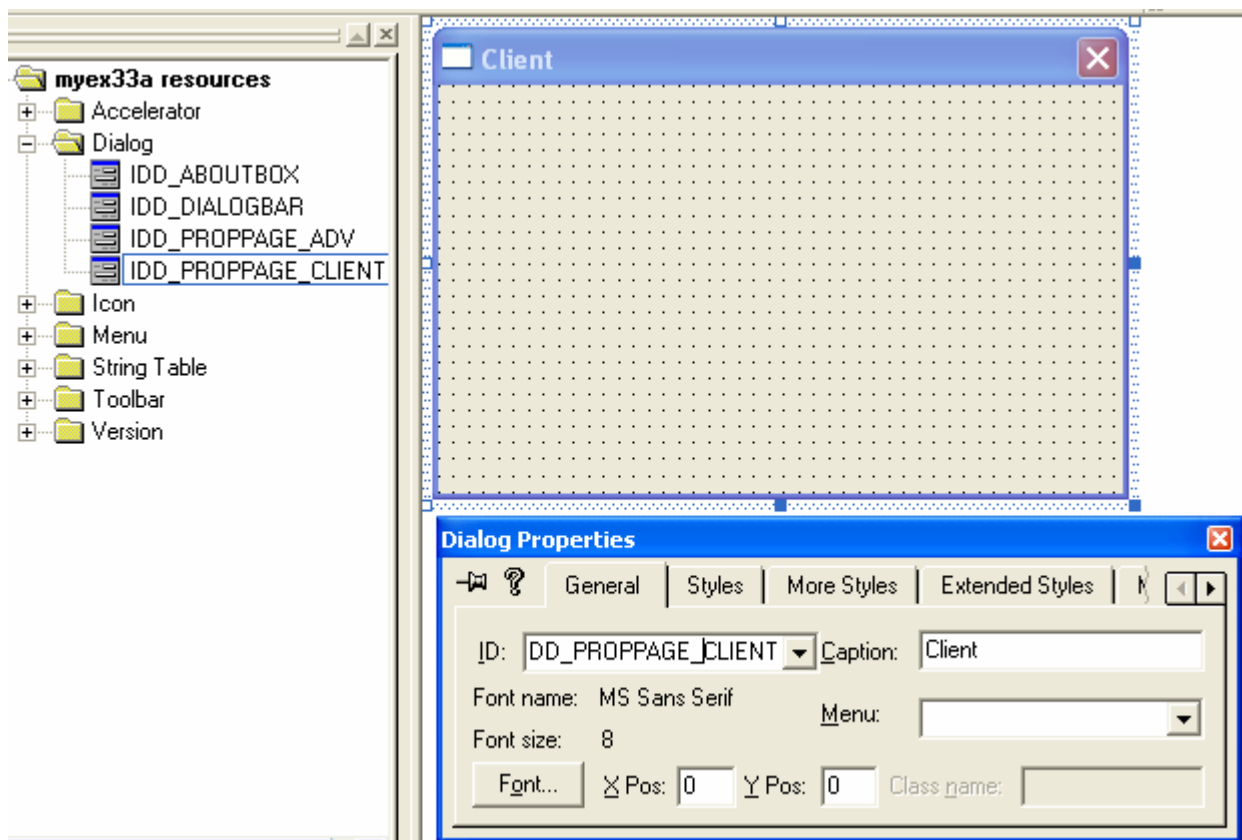 myex33a resources
Accelerator
Dialog
IDD_ABOUTBOX
IDD_DIALOGBAR
IDD_PROPPAGE_ADV
IDD_PROPPAGE_CLIENT
Icon
Menu
String Table
Toolbar
Version
Client
Dialog Properties
General Styles More Styles Extended Styles
ID: DD_PROPPAGE_CLIENT Caption: Client
Font name: MS Sans Serif Menu:
Font size: 8
Font... X Pos: 0 Y Pos: 0 Class name: